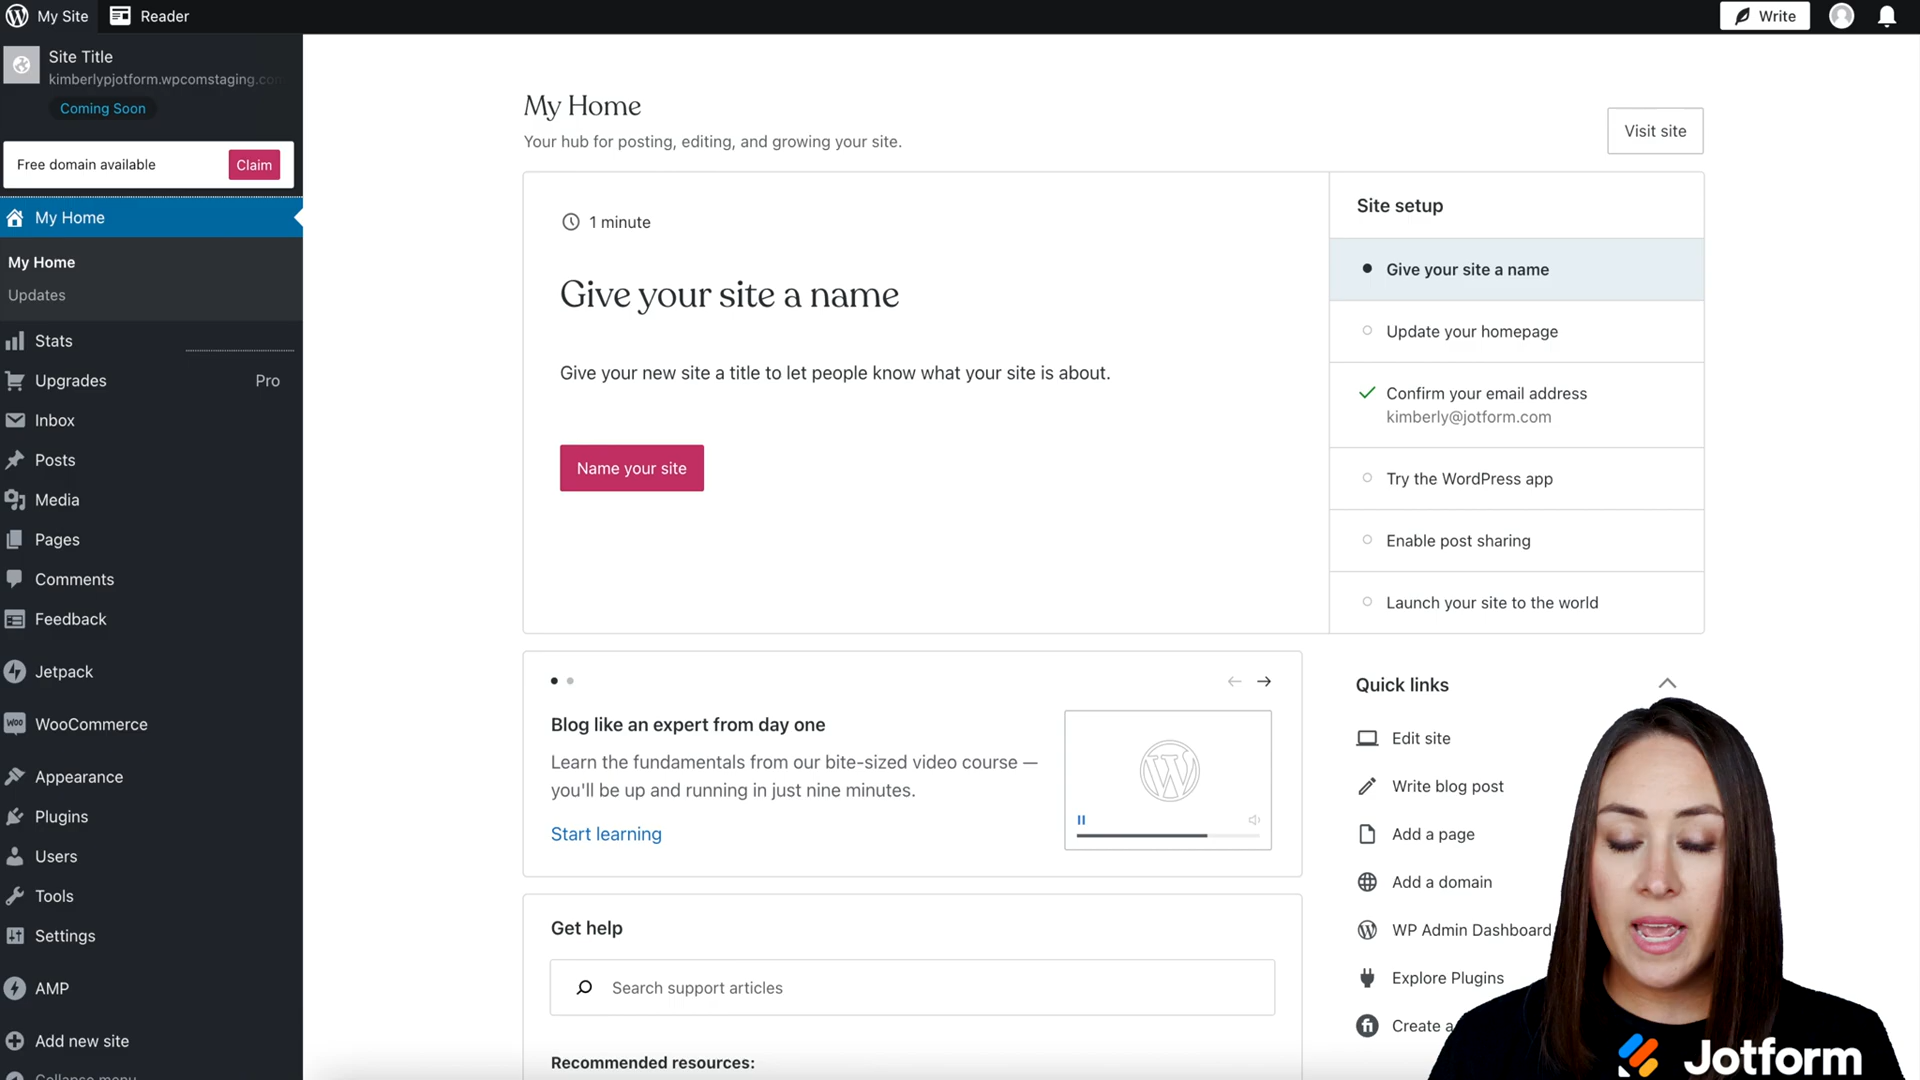 My Site
Reader
Write
Site Title
kimberlypjotform.wpcomstaging.com
Coming Soon
Free domain available
Claim
My Home
My Home
Updates
Stats
Upgrades
Pro
Inbox
Posts
Media
Pages
Comments
Feedback
Jetpack
WooCommerce
Appearance
Plugins
Users
Tools
Settings
AMP
Add new site
Collapse menu
My Home
Your hub for posting, editing, and growing your site.
Visit site
1 minute
Give your site a name
Give your new site a title to let people know what your site is about.
Name your site
Site setup
Give your site a name
Update your homepage
Confirm your email address
kimberly@jotform.com
Try the WordPress app
Enable post sharing
Launch your site to the world
Blog like an expert from day one
Learn the fundamentals from our bite-sized video course —
you'll be up and running in just nine minutes.
Start learning
Get help
Search support articles
Recommended resources:
Quick links
Edit site
Write blog post
Add a page
Add a domain
WP Admin Dashboard
Explore Plugins
Create a
Jotform